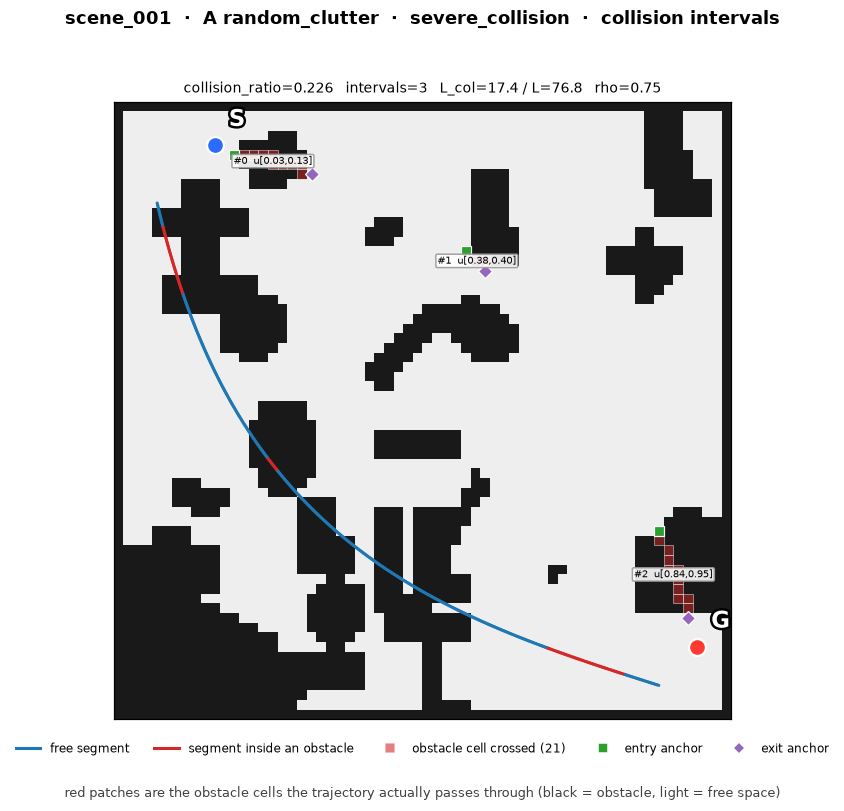 scene_001  ·  A random_clutter  ·  severe_collision  ·  collision intervals
collision_ratio=0.226   intervals=3   L_col=17.4 / L=76.8   rho=0.75
S
#0  u[0.03,0.13]
#1  u[0.38,0.40]
#2  u[0.84,0.95]
G
free segment
segment inside an obstacle
obstacle cell crossed (21)
entry anchor
exit anchor
red patches are the obstacle cells the trajectory actually passes through (black = obstacle, light = free space)